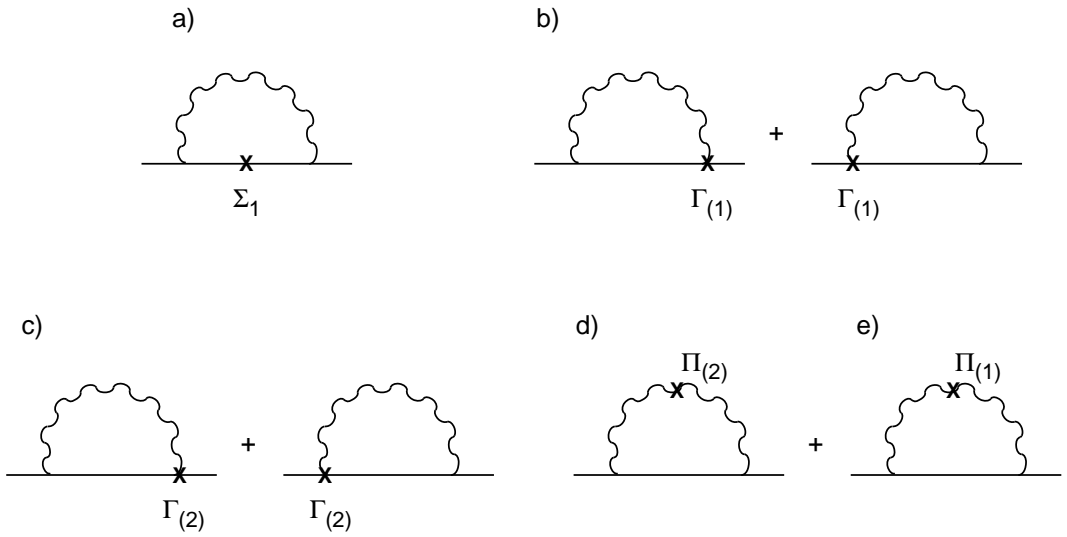 a) b)
+
Σ1 Γ(1) Γ(1)
c) d) e)
Π(2) Π(1)
+ +
Γ(2) Γ(2)